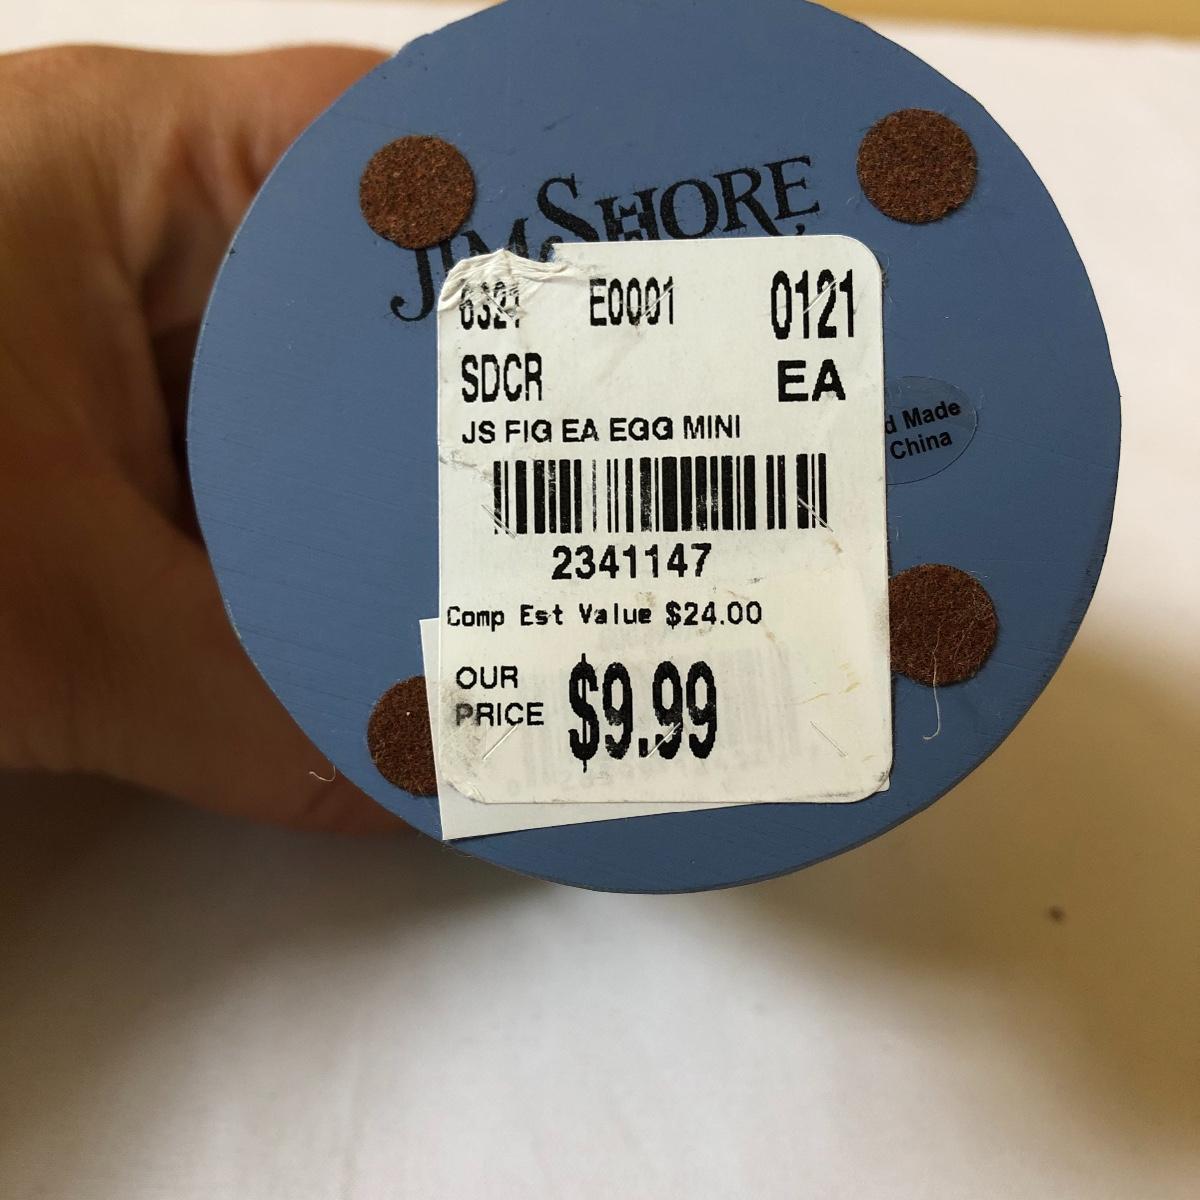 JIM SHORE
6321 E0001 0121
SDCR EA
JS FIG EA EGG MINI
d Made
China
2341147
Comp Est Value $24.00
OUR
PRICE $9.99